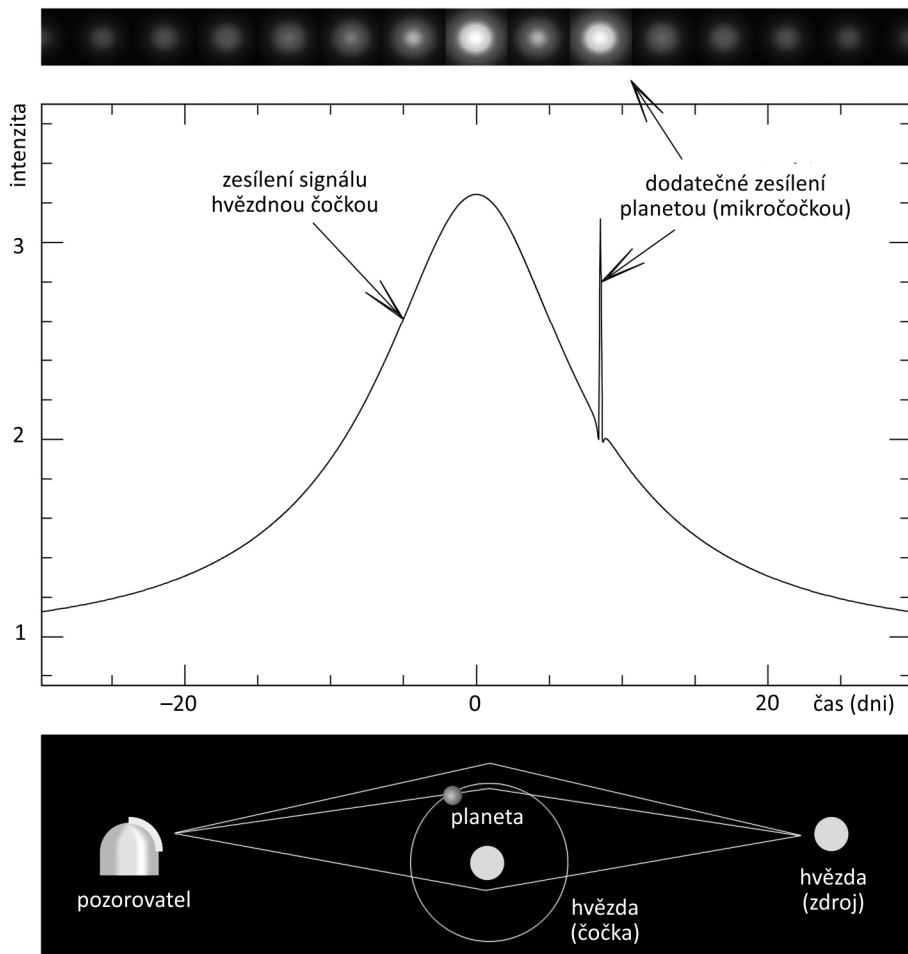 intenzita
zesílení signálu
hvězdnou čočkou
dodatečné zesílení
planetou (mikročočkou)
3
2
1
–20
0
20
čas (dni)
planeta
pozorovatel
hvězda
(čočka)
hvězda
(zdroj)